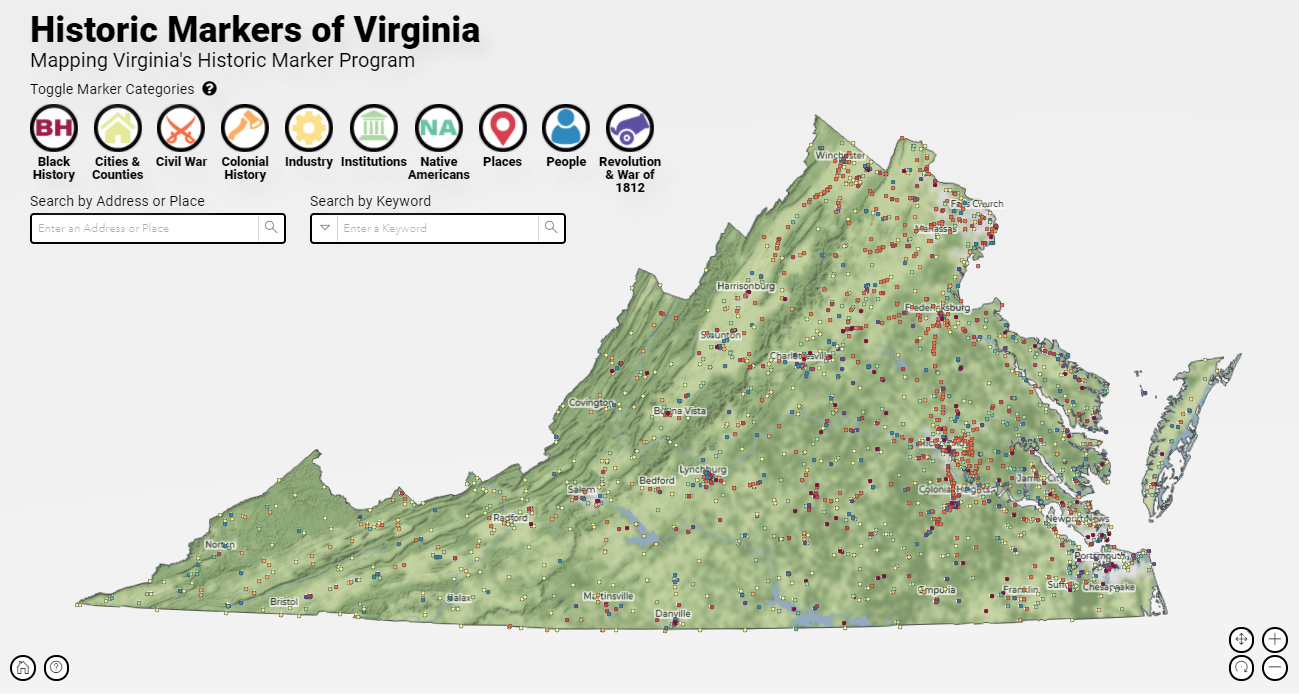 Historic Markers of Virginia
Mapping Virginia's Historic Marker Program
Toggle Marker Categories ?
BH
NA
Black History
Cities & Counties
Civil War
Colonial History
Industry
Institutions
Native Americans
Places
People
Revolution & War of 1812
Search by Address or Place
Search by Keyword
Enter an Address or Place
Enter a Keyword
Winchester
Falls Church
Manassas
Harrisonburg
Fredericksburg
Staunton
Charlottesville
Covington
Buena Vista
Lynchburg
Bedford
James City
Salem
Colonial Heights
Radford
Newport News
Norton
Portsmouth
Suffolk
Chesapeake
Emporia
Franklin
Bristol
Galax
Martinsville
Danville